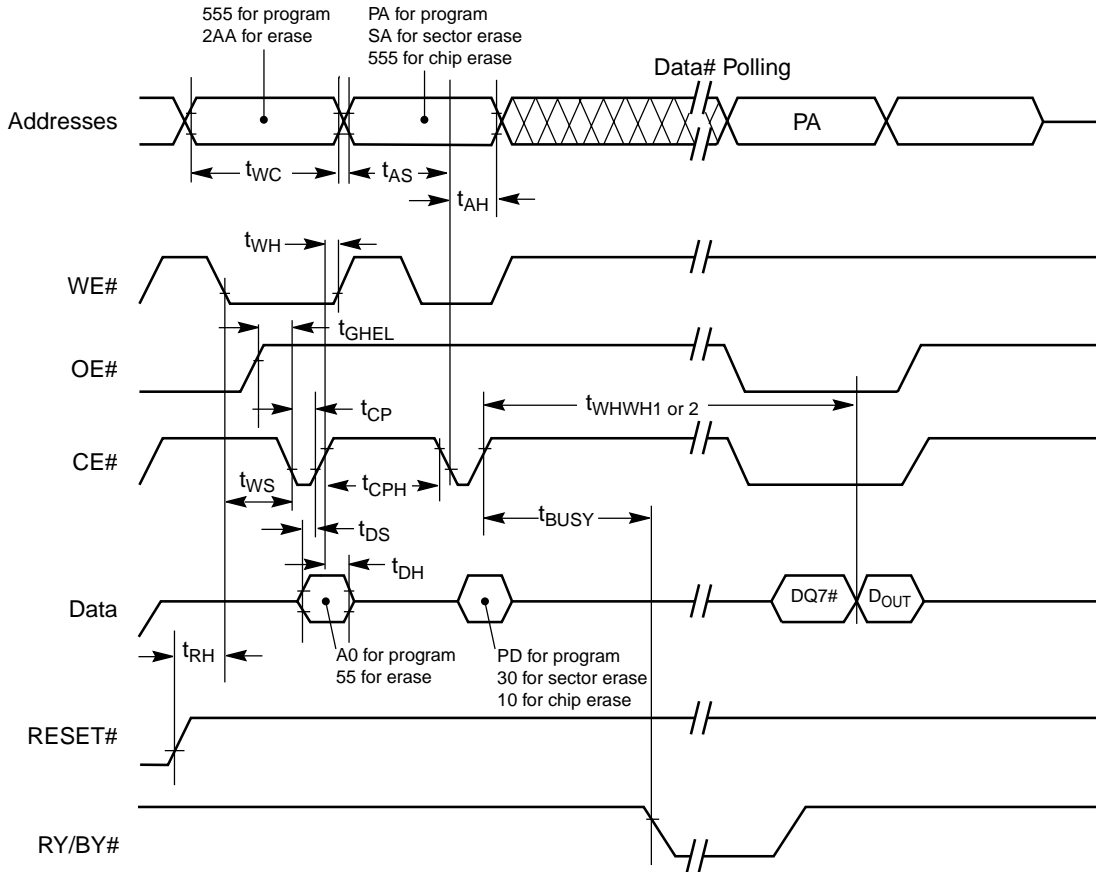 555 for program
2AA for erase
PA for program
SA for sector erase
555 for chip erase
Data# Polling
Addresses
PA
tWC
tAS
tAH
tWH
WE#
tGHEL
OE#
tWHWH1 or 2
tCP
CE#
tWS
tCPH
tBUSY
tDS
tDH
Data
DQ7#
DOUT
tRH
A0 for program
55 for erase
PD for program
30 for sector erase
10 for chip erase
RESET#
RY/BY#